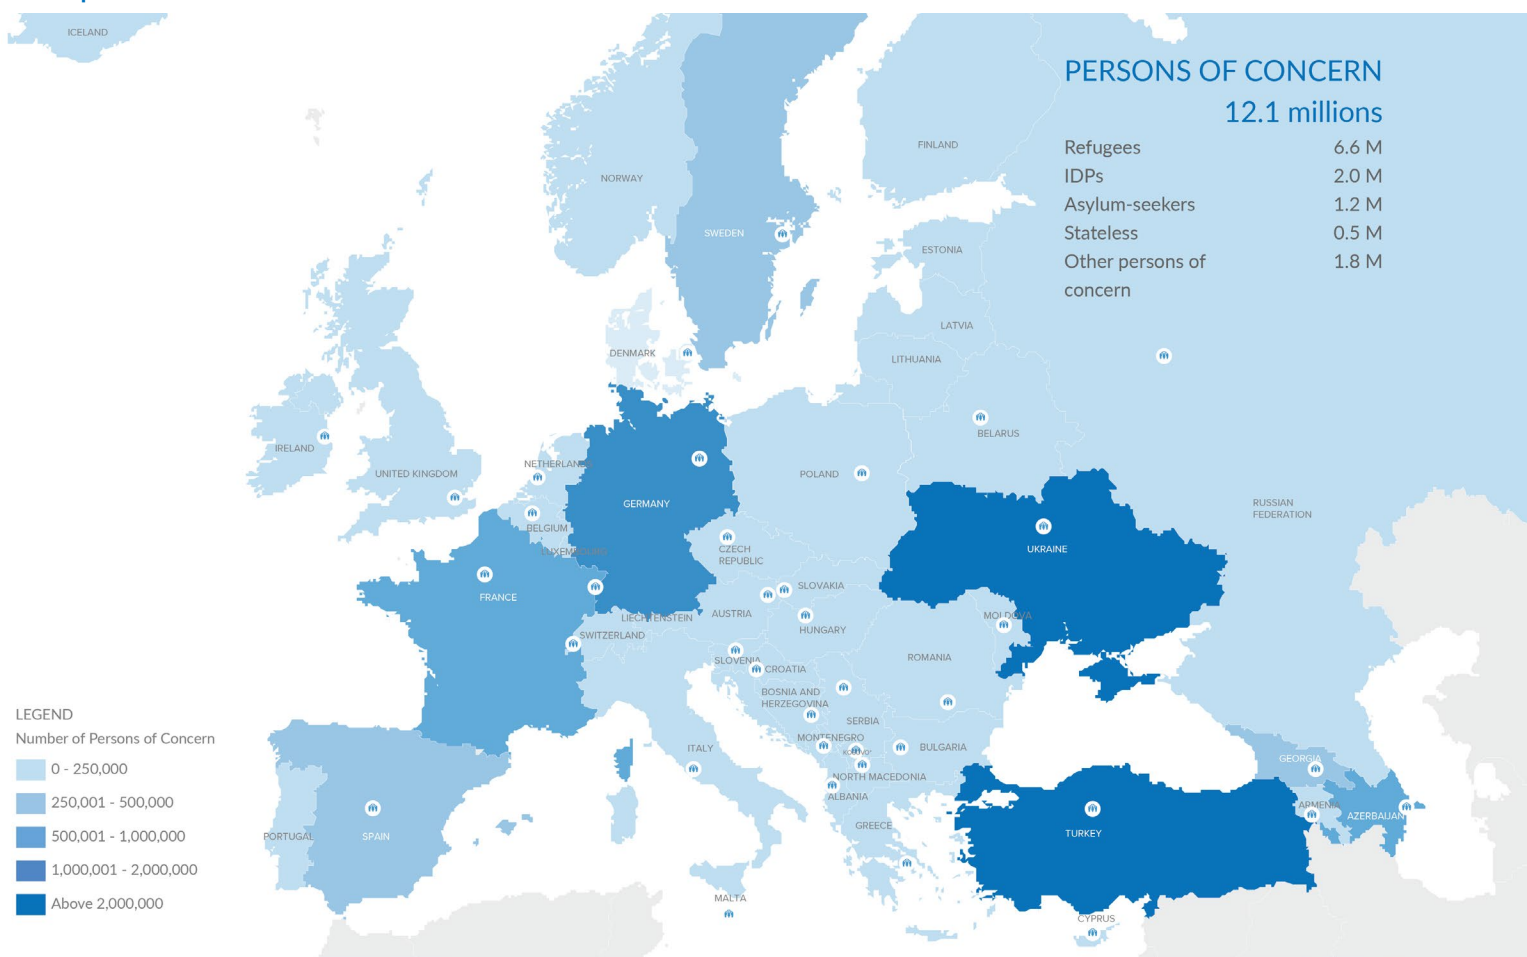 ICELAND
PERSONS OF CONCERN
12.1 millions
Refugees 6.6 M
IDPs 2.0 M
Asylum-seekers 1.2 M
Stateless 0.5 M
Other persons of 1.8 M
concern
FINLAND
NORWAY
SWEDEN
ESTONIA
LATVIA
DENMARK
LITHUANIA
BELARUS
IRELAND
NETHERLANDS
UNITED KINGDOM
POLAND
GERMANY
RUSSIAN
FEDERATION
BELGIUM
UKRAINE
LUXEMBOURG
CZECH
REPUBLIC
SLOVAKIA
FRANCE
AUSTRIA
LIECHTENSTEIN
MOLDOVA
HUNGARY
SWITZERLAND
ROMANIA
SLOVENIA
CROATIA
BOSNIA AND
HERZEGOVINA
SERBIA
MONTENEGRO
KOSOVO*
BULGARIA
ITALY
GEORGIA
NORTH MACEDONIA
ALBANIA
ARMENIA
AZERBAIJAN
GREECE
TURKEY
PORTUGAL
SPAIN
MALTA
CYPRUS
LEGEND
Number of Persons of Concern
0 - 250,000
250,001 - 500,000
500,001 - 1,000,000
1,000,001 - 2,000,000
Above 2,000,000